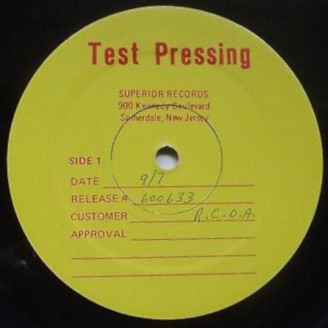 Test Pressing
SUPERIOR RECORDS
900 Kennedy Boulevard
Somerdale, New Jersey
SIDE 1
DATE 9/7
RELEASE # 600633
CUSTOMER R.C.O.A.
APPROVAL